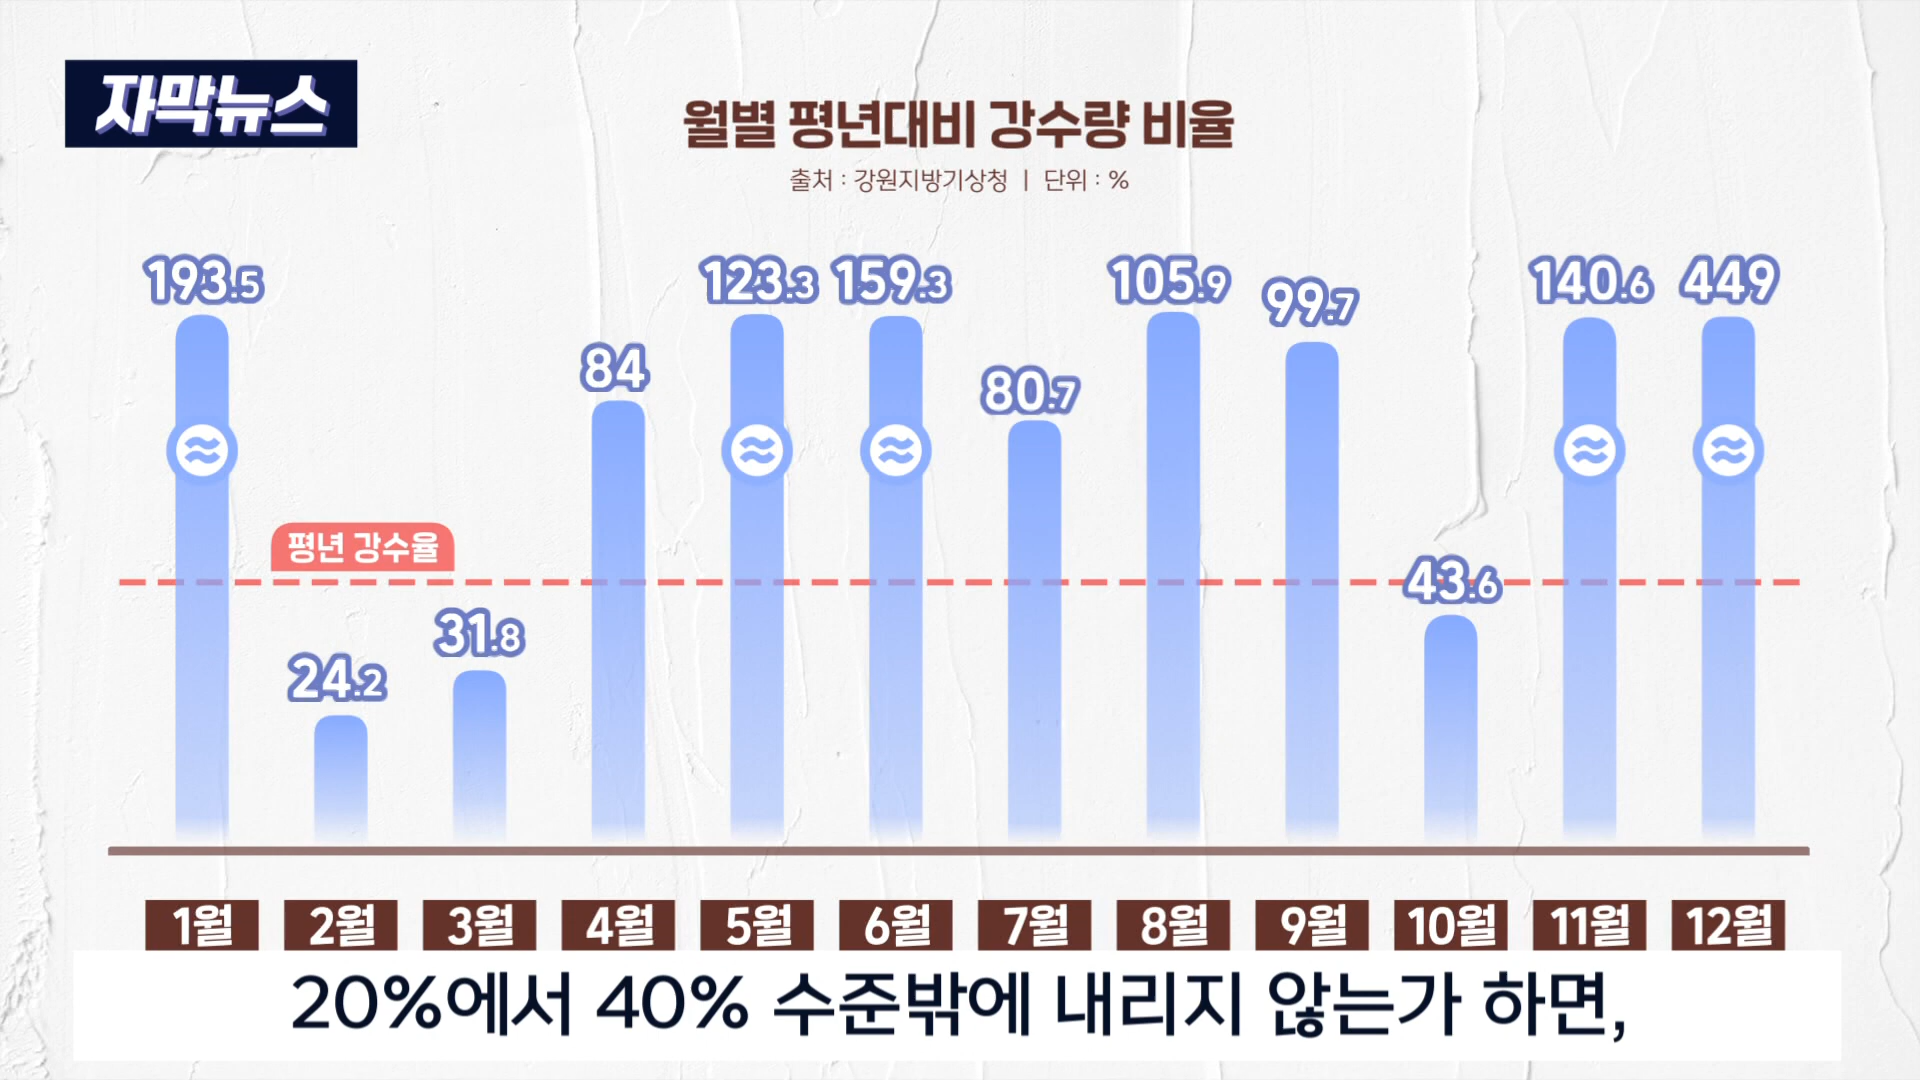 자막뉴스
월별 평년대비 강수량 비율
출처 : 강원지방기상청 | 단위 : %
193.5 24.2 31.8 84 123.3 159.3 80.7 105.9 99.7 43.6 140.6 449
평년 강수율
1월 2월 3월 4월 5월 6월 7월 8월 9월 10월 11월 12월
20%에서 40% 수준밖에 내리지 않는가 하면,